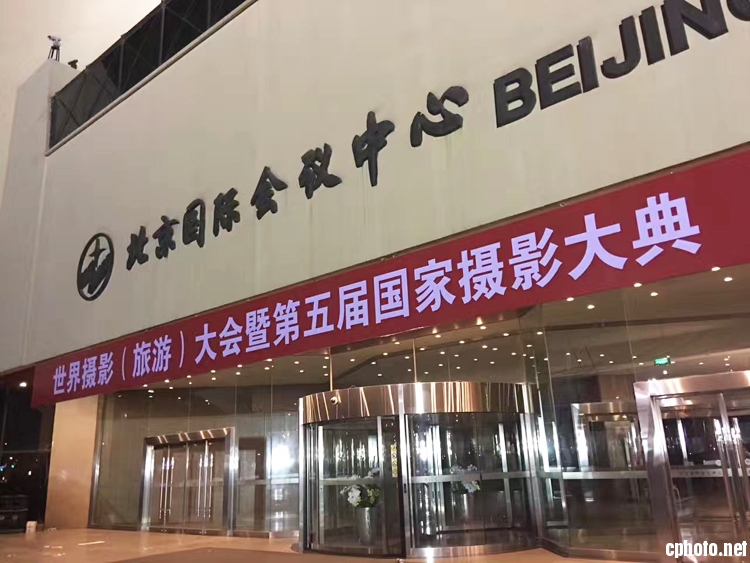 北京国际会议中心 BEIJING
世界摄影（旅游）大会暨第五届国家摄影大典
cphoto.net